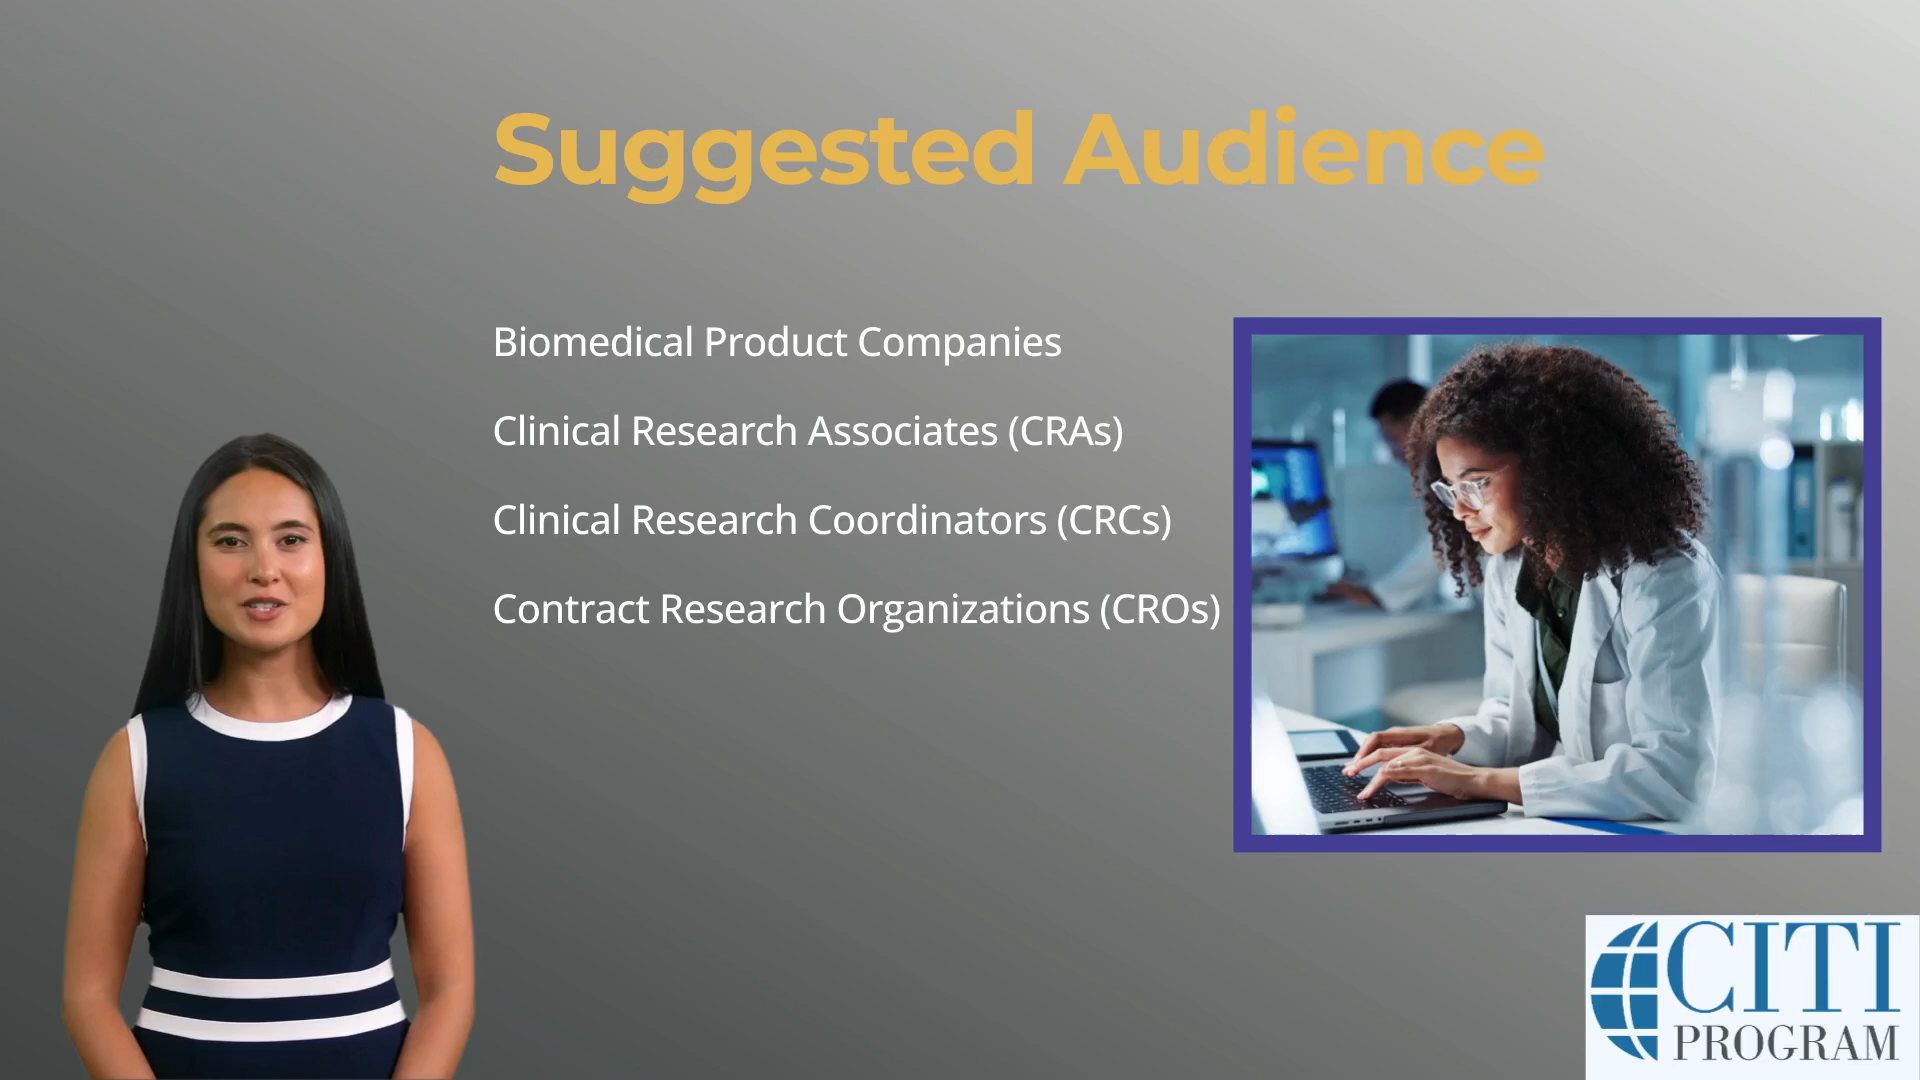 Suggested Audience
Biomedical Product Companies
Clinical Research Associates (CRAs)
Clinical Research Coordinators (CRCs)
Contract Research Organizations (CROs)
CITI
PROGRAM